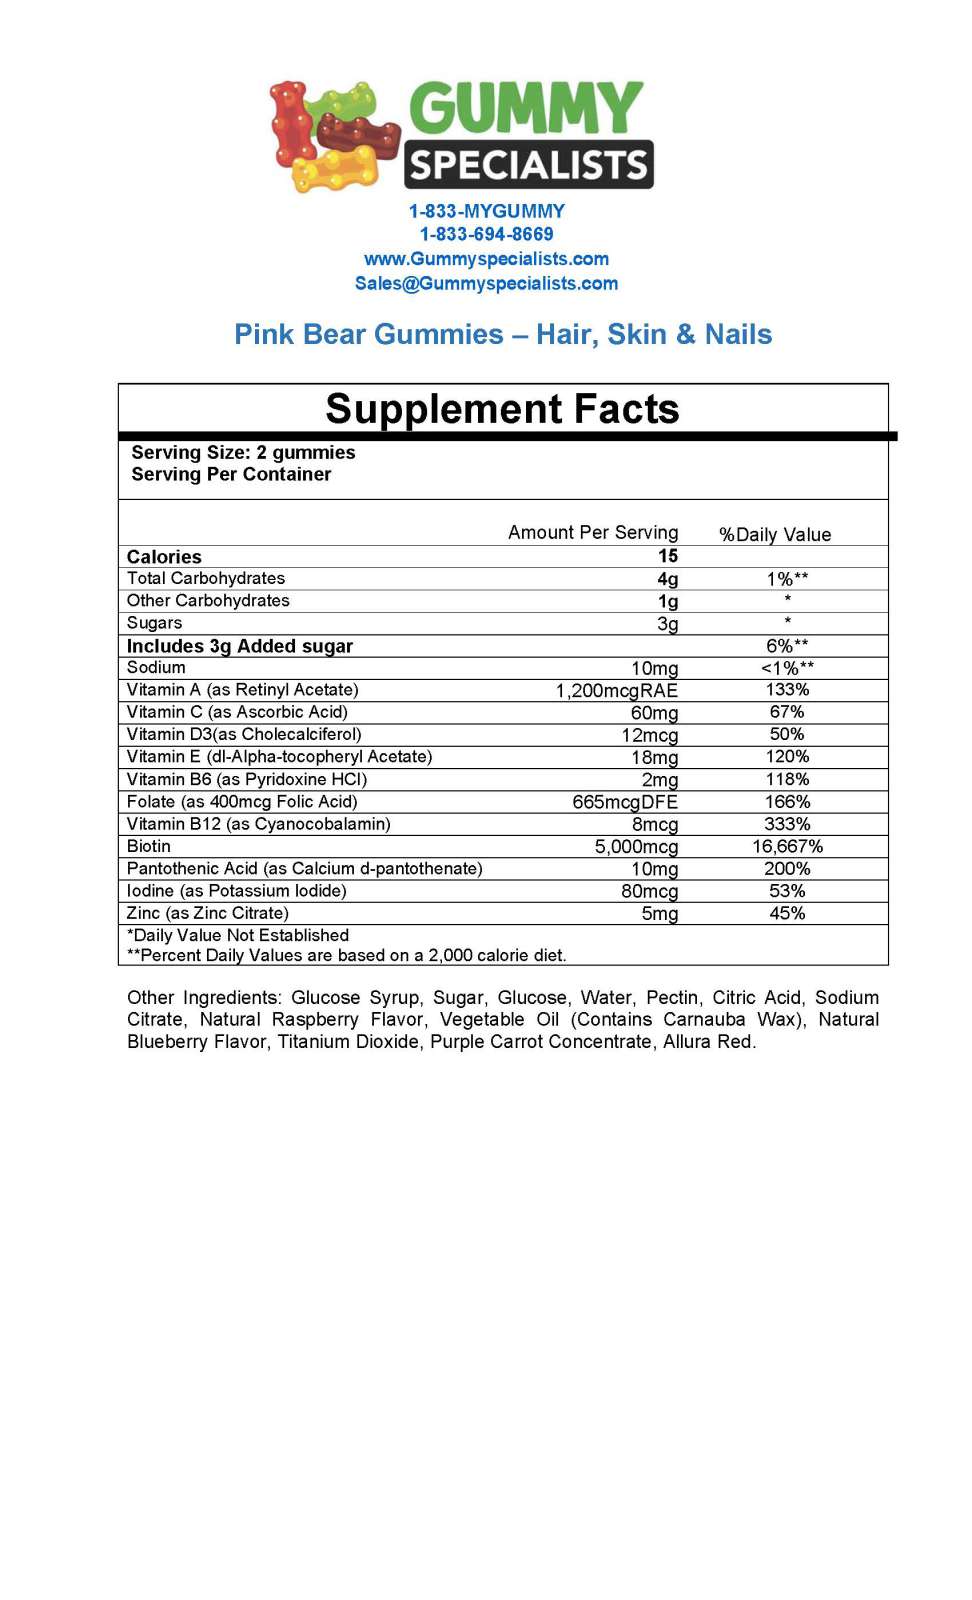 GUMMY
SPECIALISTS
1-833-MYGUMMY
1-833-694-8669
www.Gummyspecialists.com
Sales@Gummyspecialists.com
Pink Bear Gummies – Hair, Skin & Nails
Supplement Facts
Serving Size: 2 gummies
Serving Per Container
Amount Per Serving %Daily Value
Calories 15
Total Carbohydrates 4g 1%**
Other Carbohydrates 1g *
Sugars 3g *
Includes 3g Added sugar 6%**
Sodium 10mg <1%**
Vitamin A (as Retinyl Acetate) 1,200mcgRAE 133%
Vitamin C (as Ascorbic Acid) 60mg 67%
Vitamin D3(as Cholecalciferol) 12mcg 50%
Vitamin E (dl-Alpha-tocopheryl Acetate) 18mg 120%
Vitamin B6 (as Pyridoxine HCl) 2mg 118%
Folate (as 400mcg Folic Acid) 665mcgDFE 166%
Vitamin B12 (as Cyanocobalamin) 8mcg 333%
Biotin 5,000mcg 16,667%
Pantothenic Acid (as Calcium d-pantothenate) 10mg 200%
Iodine (as Potassium Iodide) 80mcg 53%
Zinc (as Zinc Citrate) 5mg 45%
*Daily Value Not Established
**Percent Daily Values are based on a 2,000 calorie diet.
Other Ingredients: Glucose Syrup, Sugar, Glucose, Water, Pectin, Citric Acid, Sodium
Citrate, Natural Raspberry Flavor, Vegetable Oil (Contains Carnauba Wax), Natural
Blueberry Flavor, Titanium Dioxide, Purple Carrot Concentrate, Allura Red.